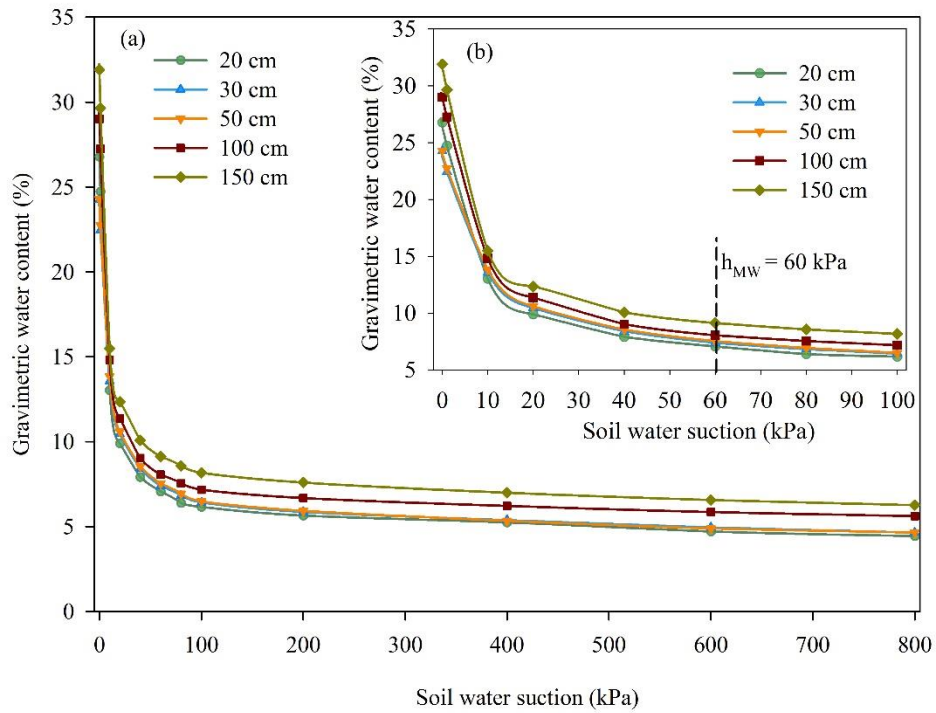 (a)
20 cm
30 cm
50 cm
100 cm
150 cm
Gravimetric water content (%)
35
30
25
20
15
10
5
0
0 100 200 300 400 500 600 700 800
Soil water suction (kPa)
(b)
20 cm
30 cm
50 cm
100 cm
150 cm
h_MW = 60 kPa
Gravimetric water content (%)
35
30
25
20
15
10
5
0 10 20 30 40 50 60 70 80 90 100
Soil water suction (kPa)